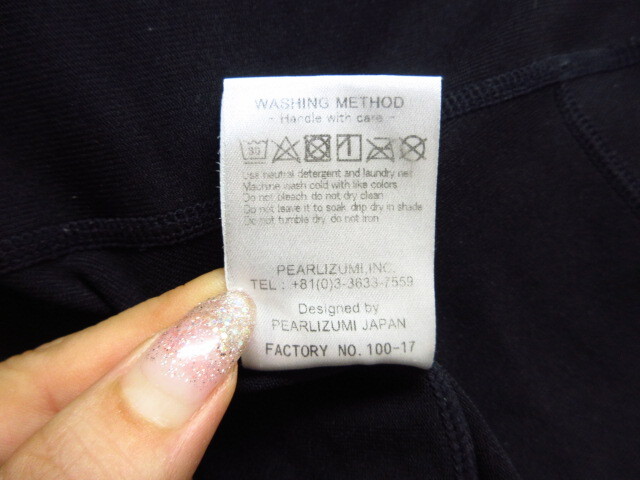 WASHING METHOD
- Handle with care -
30
Use neutral detergent and laundry net
Machine wash cold with like colors
Do not bleach do not dry clean
Do not leave it to soak drip dry in shade
Do not tumble dry, do not iron
PEARLIZUMI,INC.
TEL : +81(0)3-3633-7559
Designed by
PEARLIZUMI JAPAN
FACTORY NO. 100-17